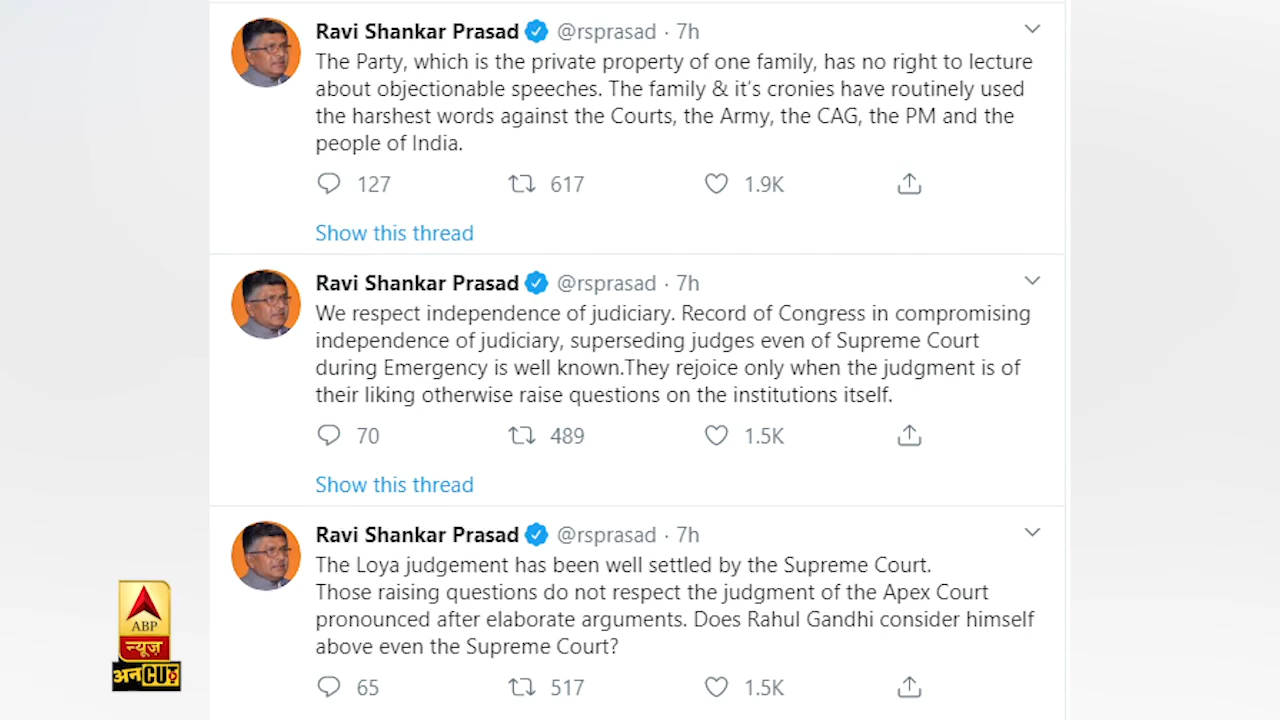 Ravi Shankar Prasad @rsprasad · 7h
The Party, which is the private property of one family, has no right to lecture
about objectionable speeches. The family & it's cronies have routinely used
the harshest words against the Courts, the Army, the CAG, the PM and the
people of India.
127 617 1.9K
Show this thread
Ravi Shankar Prasad @rsprasad · 7h
We respect independence of judiciary. Record of Congress in compromising
independence of judiciary, superseding judges even of Supreme Court
during Emergency is well known.They rejoice only when the judgment is of
their liking otherwise raise questions on the institutions itself.
70 489 1.5K
Show this thread
Ravi Shankar Prasad @rsprasad · 7h
The Loya judgement has been well settled by the Supreme Court.
Those raising questions do not respect the judgment of the Apex Court
pronounced after elaborate arguments. Does Rahul Gandhi consider himself
above even the Supreme Court?
65 517 1.5K
ABP
न्यूज़
अनCUट